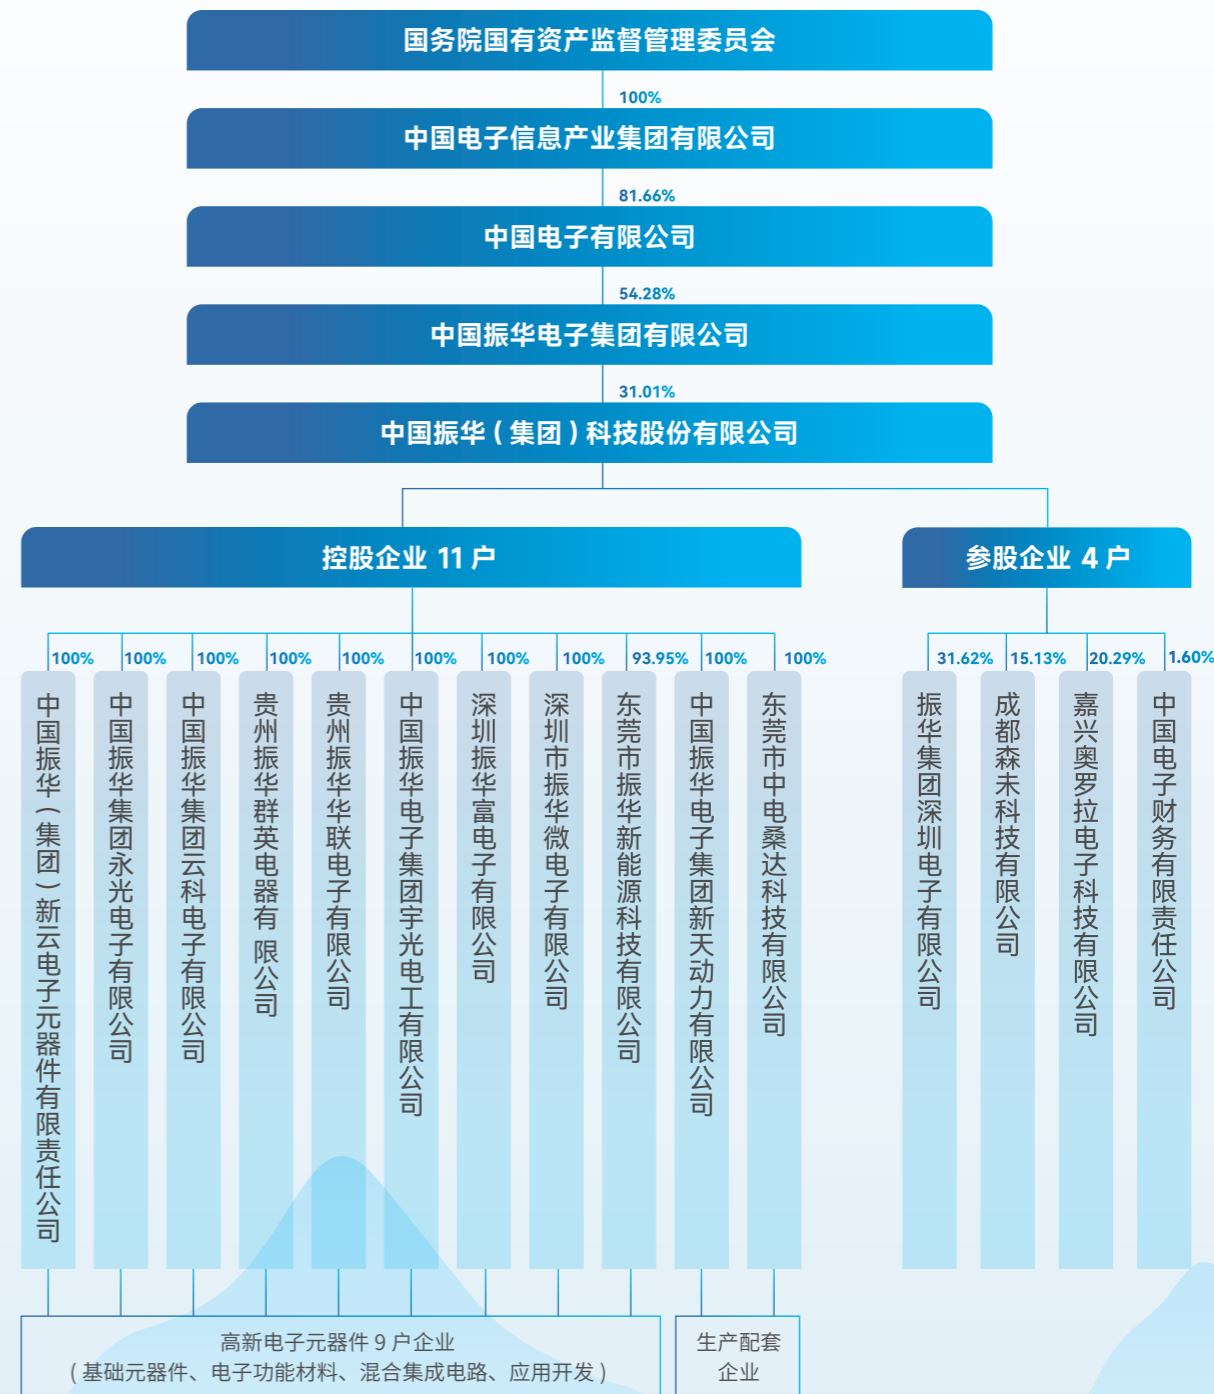 国务院国有资产监督管理委员会
100%
中国电子信息产业集团有限公司
81.66%
中国电子有限公司
54.28%
中国振华电子集团有限公司
31.01%
中国振华（集团）科技股份有限公司
控股企业 11 户
参股企业 4 户
100%
100%
100%
100%
100%
100%
100%
100%
93.95%
100%
100%
31.62%
15.13%
20.29%
1.60%
中国振华（集团）新云电子元器件有限责任公司
中国振华集团永光电子有限公司
中国振华集团云科电子有限公司
贵州振华群英电器有 限公司
贵州振华华联电子有限公司
中国振华电子集团宇光电工有限公司
深圳振华富电子有限公司
深圳市振华微电子有限公司
东莞市振华新能源科技有限公司
中国振华电子集团新天动力有限公司
东莞市中电桑达科技有限公司
振华集团深圳电子有限公司
成都森未科技有限公司
嘉兴奥罗拉电子科技有限公司
中国电子财务有限责任公司
高新电子元器件 9 户企业
（基础元器件、电子功能材料、混合集成电路、应用开发）
生产配套
企业